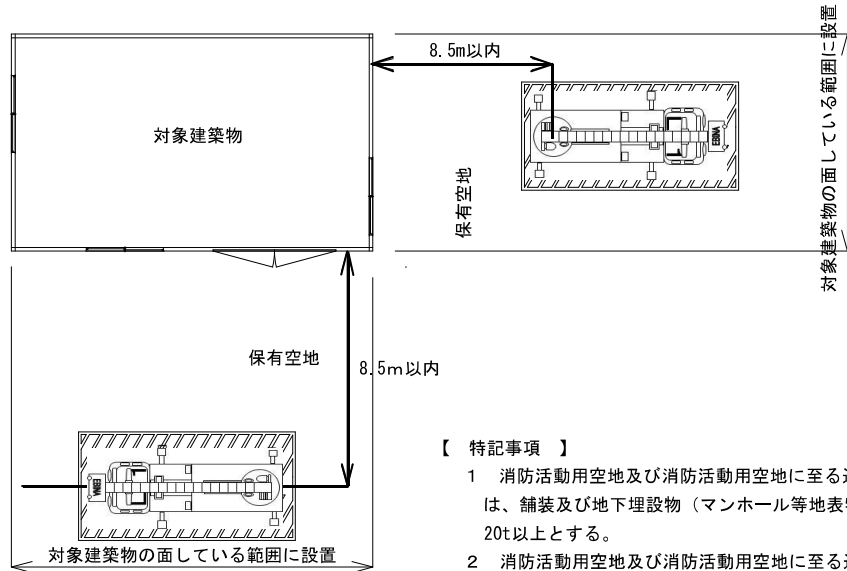 8.5m以内
対象建築物
保有空地
EBINA
対象建築物の面している範囲に設置
保有空地
8.5m以内
EBINA
対象建築物の面している範囲に設置
【 特記事項 】
1 消防活動用空地及び消防活動用空地に至る
は、舗装及び地下埋設物（マンホール等地表
20t以上とする。
2 消防活動用空地及び消防活動用空地に至る